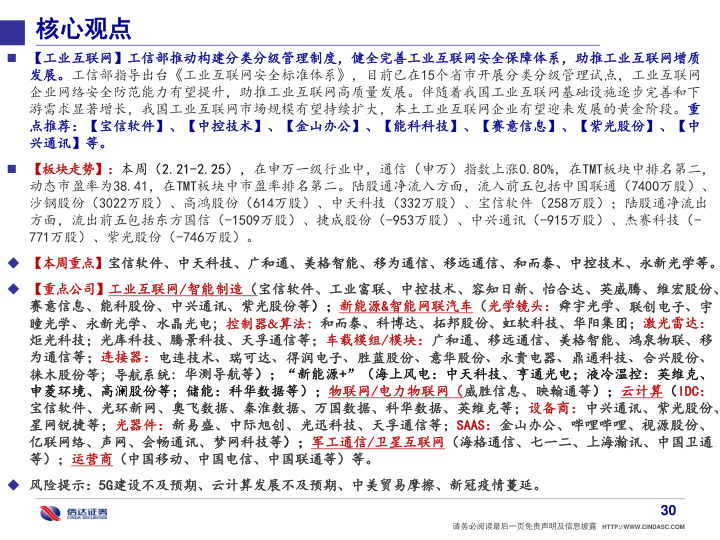 核心观点
【工业互联网】工信部推动构建分类分级管理制度，健全完善工业互联网安全保障体系，助推工业互联网增质
发展。工信部指导出台《工业互联网安全标准体系》，目前已在15个省市开展分类分级管理试点，工业互联网
企业网络安全防范能力有望提升，助推工业互联网高质量发展。伴随着我国工业互联网基础设施逐步完善和下
游需求显著增长，我国工业互联网市场规模有望持续扩大，本土工业互联网企业有望迎来发展的黄金阶段。重
点推荐：【宝信软件】、【中控技术】、【金山办公】、【能科科技】、【赛意信息】、【紫光股份】、【中
兴通讯】等。
【板块走势】：本周（2.21-2.25），在申万一级行业中，通信（申万）指数上涨0.80%，在TMT板块中排名第二，
动态市盈率为38.41，在TMT板块中市盈率排名第二。陆股通净流入方面，流入前五包括中国联通（7400万股）、
沙钢股份（3022万股）、高鸿股份（614万股）、中天科技（332万股）、宝信软件（258万股）；陆股通净流出
方面，流出前五包括东方国信（-1509万股）、捷成股份（-953万股）、中兴通讯（-915万股）、杰赛科技（-
771万股）、紫光股份（-746万股）。
【本周重点】宝信软件、中天科技、广和通、美格智能、移为通信、移远通信、和而泰、中控技术、永新光学等。
【重点公司】工业互联网/智能制造（宝信软件、工业富联、中控技术、容知日新、怡合达、英威腾、维宏股份、
赛意信息、能科股份、中兴通讯、紫光股份等）；新能源&智能网联汽车（光学镜头：舜宇光学、联创电子、宇
瞳光学、永新光学、水晶光电；控制器&算法：和而泰、科博达、拓邦股份、虹软科技、华阳集团；激光雷达：
炬光科技；光库科技、腾景科技、天孚通信等；车载模组/模块：广和通、移远通信、美格智能、鸿泉物联、移
为通信等；连接器：电连技术、瑞可达、得润电子、胜蓝股份、意华股份、永贵电器、鼎通科技、合兴股份、
徕木股份等；导航系统：华测导航等）；“新能源+”（海上风电：中天科技、亨通光电；液冷温控：英维克、
申菱环境、高澜股份等；储能：科华数据等）；物联网/电力物联网（威胜信息、映翰通等）；云计算（IDC：
宝信软件、光环新网、奥飞数据、秦淮数据、万国数据、科华数据、英维克等；设备商：中兴通讯、紫光股份、
星网锐捷等；光器件：新易盛、中际旭创、光迅科技、天孚通信等；SAAS：金山办公、哔哩哔哩、视源股份、
亿联网络、声网、会畅通讯、梦网科技等）；军工通信/卫星互联网（海格通信、七一二、上海瀚讯、中国卫通
等）；运营商（中国移动、中国电信、中国联通等）等。
风险提示：5G建设不及预期、云计算发展不及预期、中美贸易摩擦、新冠疫情蔓延。
信达证券
CINDA SECURITIES
30
请务必阅读最后一页免责声明及信息披露 HTTP://WWW.CINDASC.COM